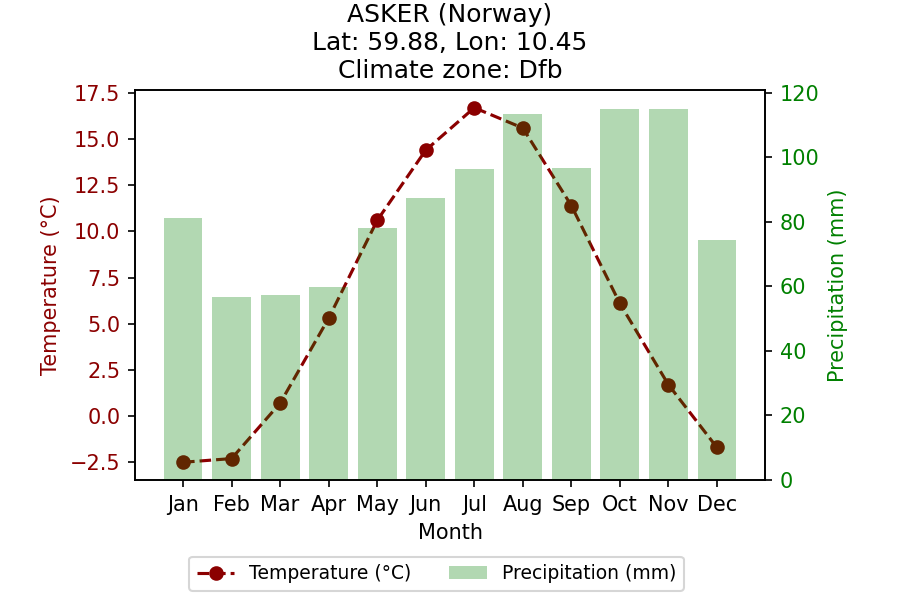 ASKER (Norway)
Lat: 59.88, Lon: 10.45
Climate zone: Dfb
17.5
15.0
12.5
10.0
7.5
5.0
2.5
0.0
−2.5
Temperature (°C)
120
100
80
60
40
20
0
Precipitation (mm)
Jan Feb Mar Apr May Jun Jul Aug Sep Oct Nov Dec
Month
Temperature (°C) Precipitation (mm)